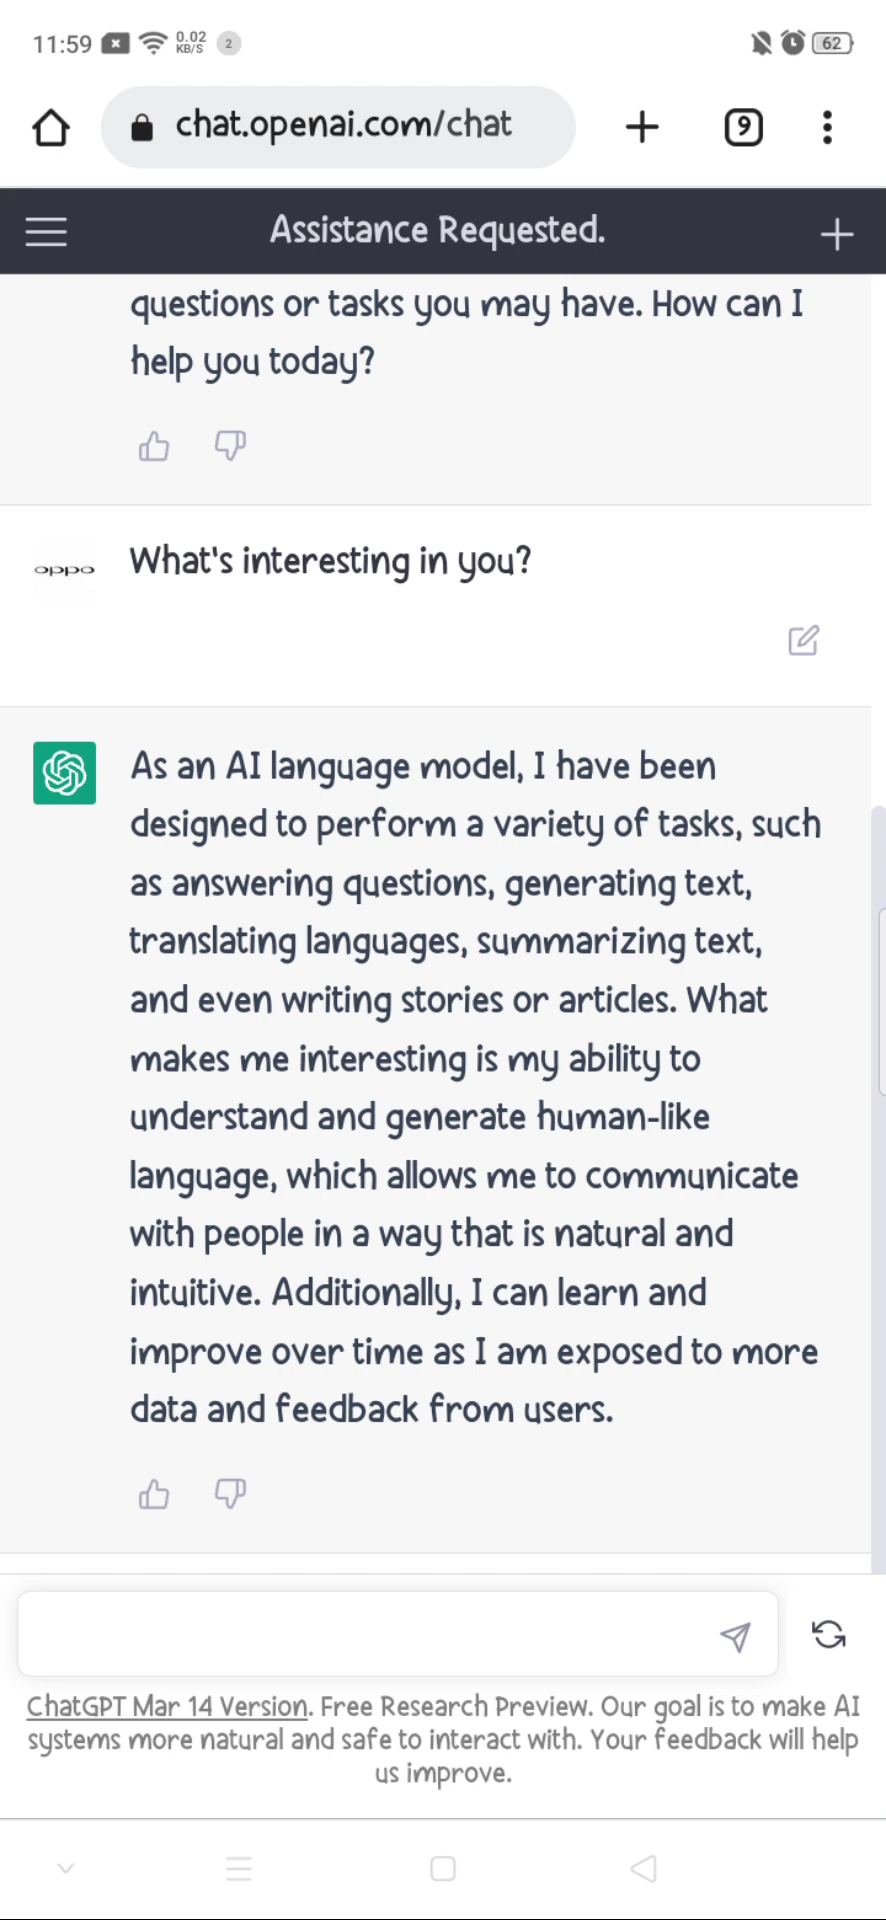 11:59 0.02 KB/S 2 62
chat.openai.com/chat 9
Assistance Requested.
questions or tasks you may have. How can I
help you today?
oppo What's interesting in you?
As an AI language model, I have been
designed to perform a variety of tasks, such
as answering questions, generating text,
translating languages, summarizing text,
and even writing stories or articles. What
makes me interesting is my ability to
understand and generate human-like
language, which allows me to communicate
with people in a way that is natural and
intuitive. Additionally, I can learn and
improve over time as I am exposed to more
data and feedback from users.
ChatGPT Mar 14 Version. Free Research Preview. Our goal is to make AI
systems more natural and safe to interact with. Your feedback will help
us improve.